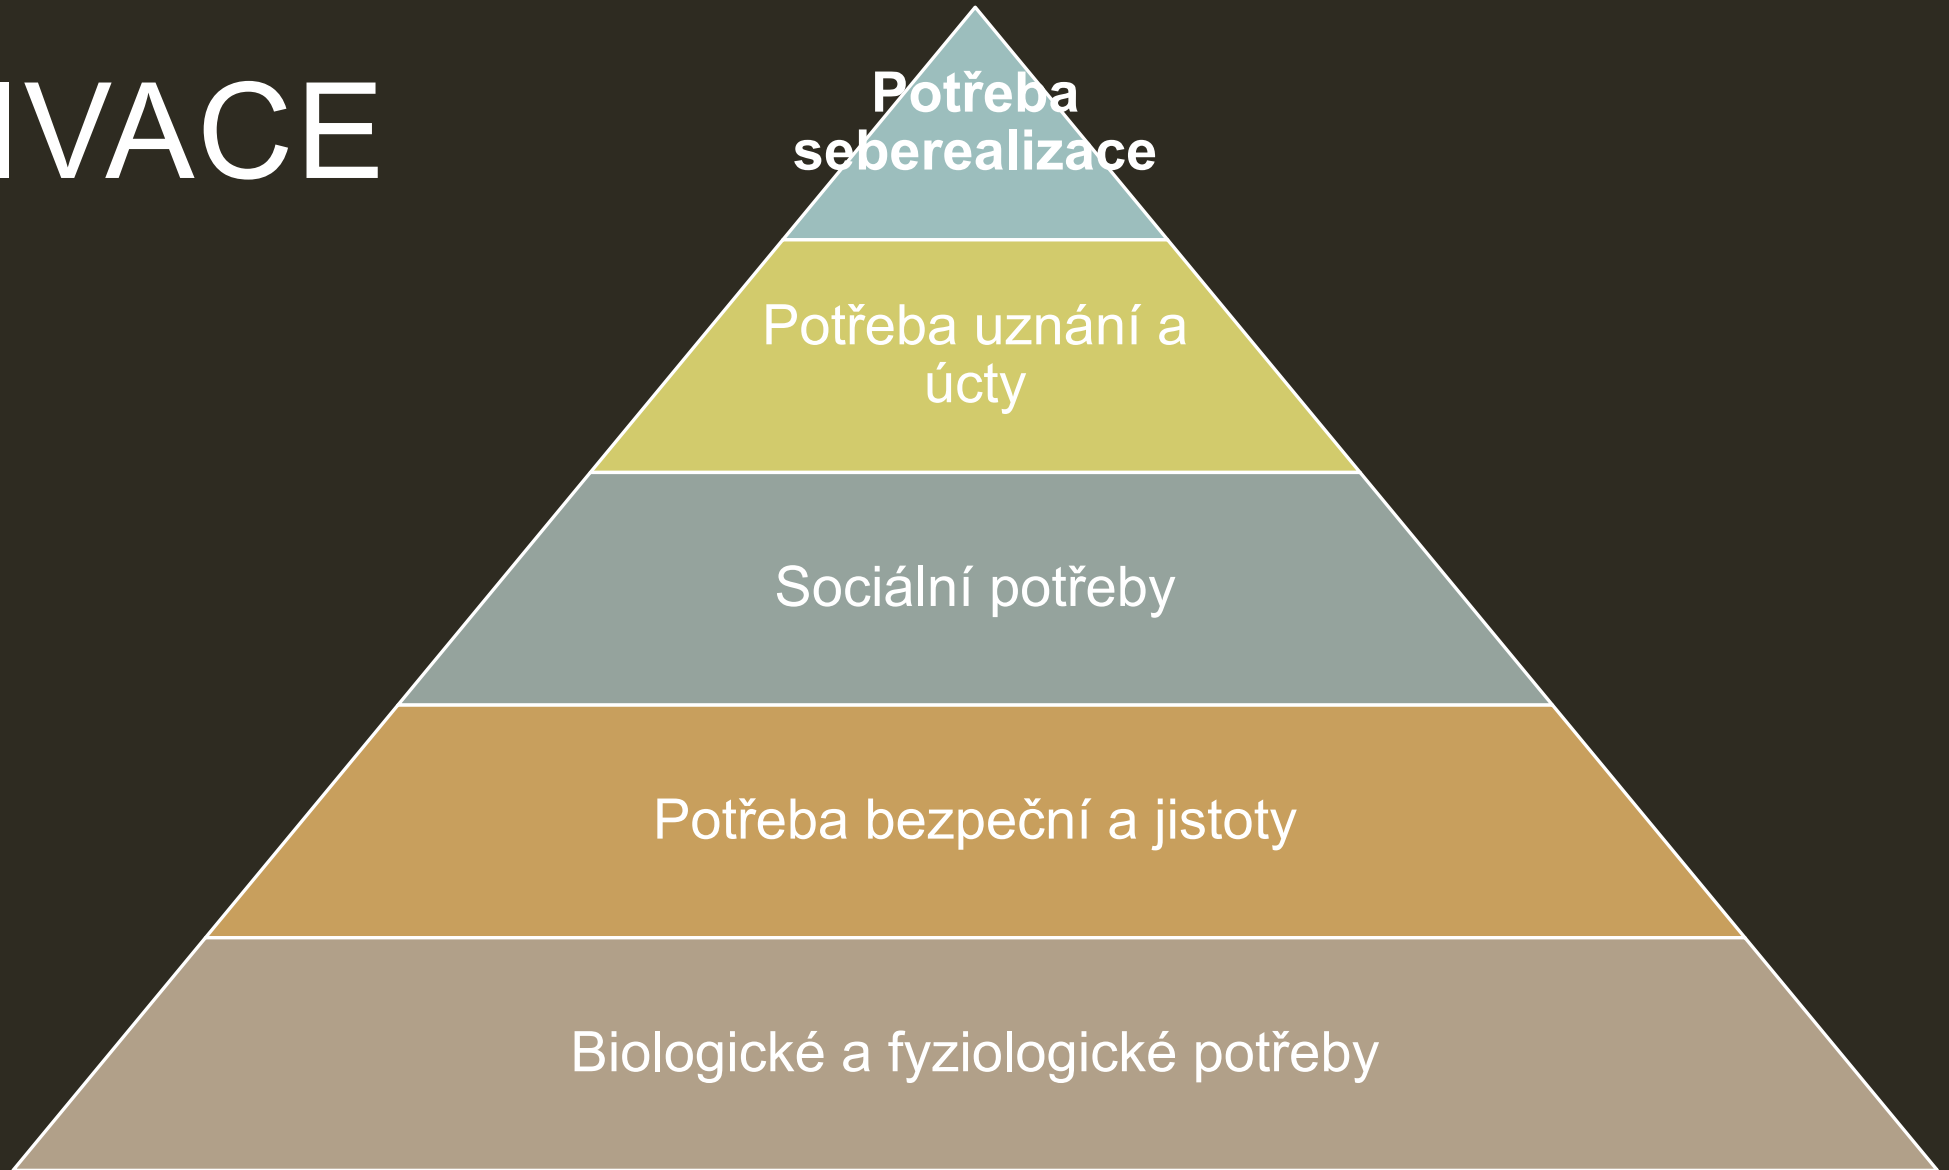 IVACE
Potřeba
seberealizace
Potřeba uznání a
úcty
Sociální potřeby
Potřeba bezpeční a jistoty
Biologické a fyziologické potřeby